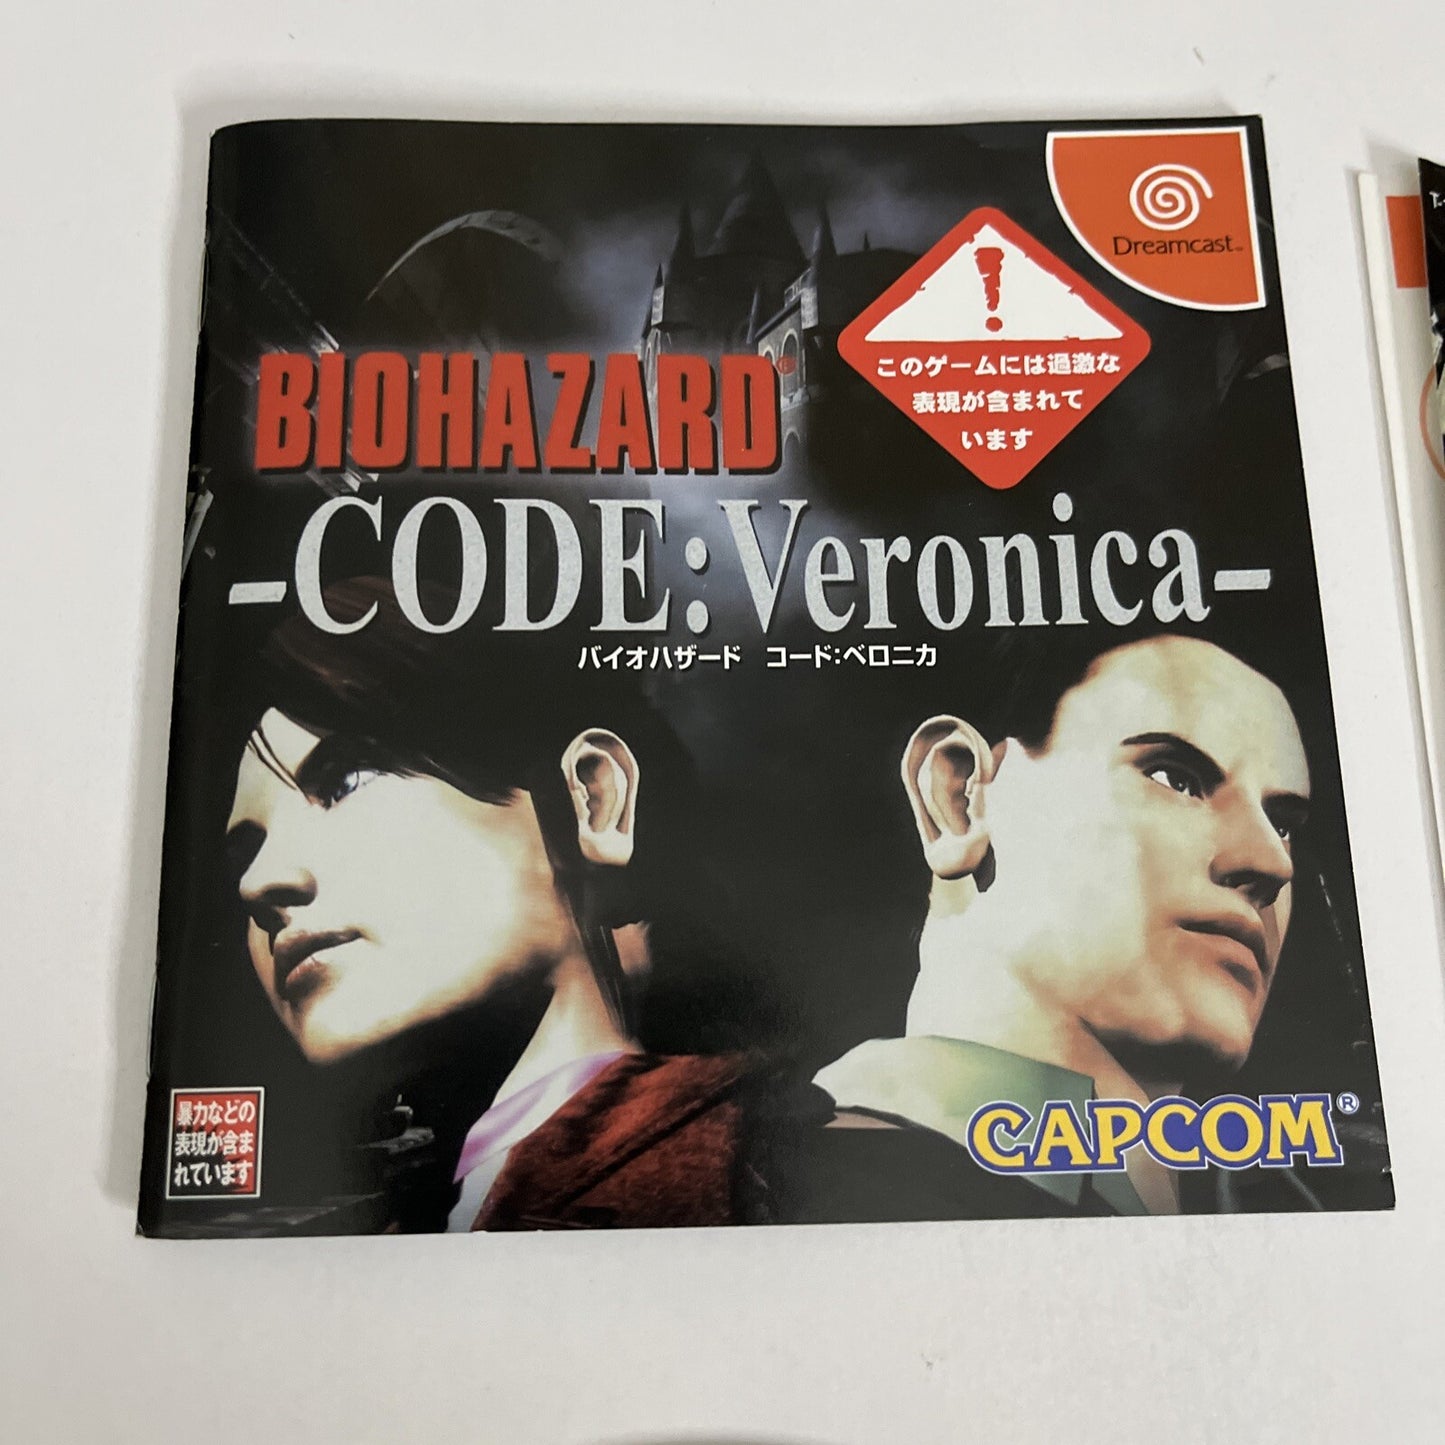 Dreamcast™
このゲームには過激な
表現が含まれて
います
BIOHAZARD®
-CODE:Veronica-
バイオハザード コード:ベロニカ
暴力などの
表現が含ま
れています
CAPCOM®